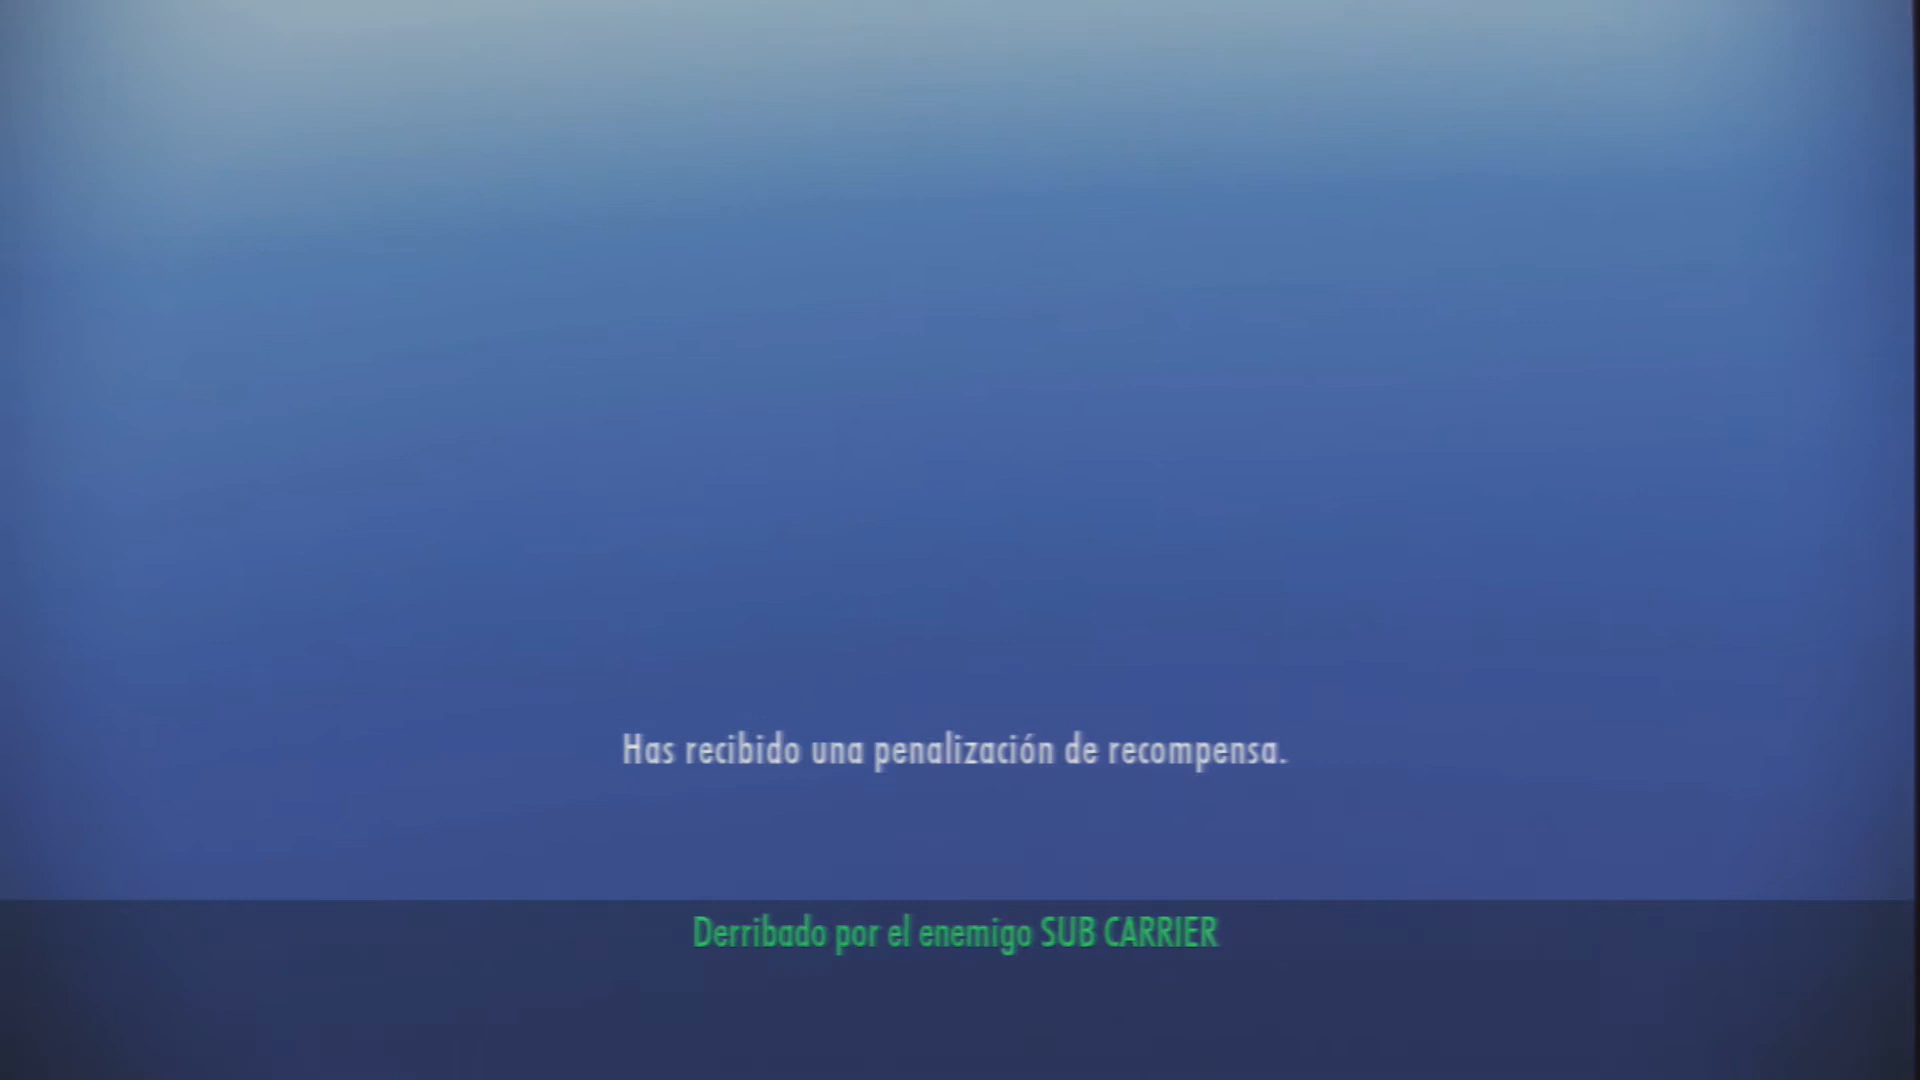 Has recibido una penalización de recompensa.
Derribado por el enemigo SUB CARRIER